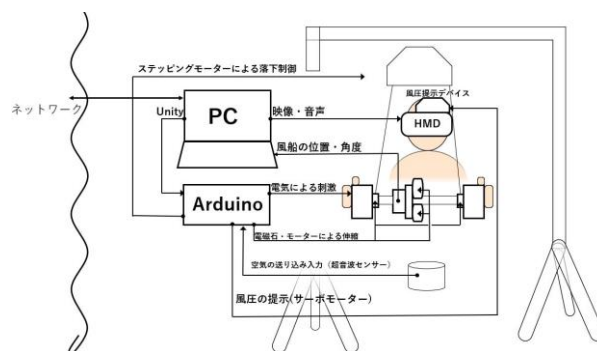 ステッピングモーターによる落下制御
風圧提示デバイス
ネットワーク
Unity
PC
映像・音声
HMD
風船の位置・角度
Arduino
電気による刺激
電磁石・モーターによる伸縮
空気の送り込み入力（超音波センサー）
風圧の提示(サーボモーター)